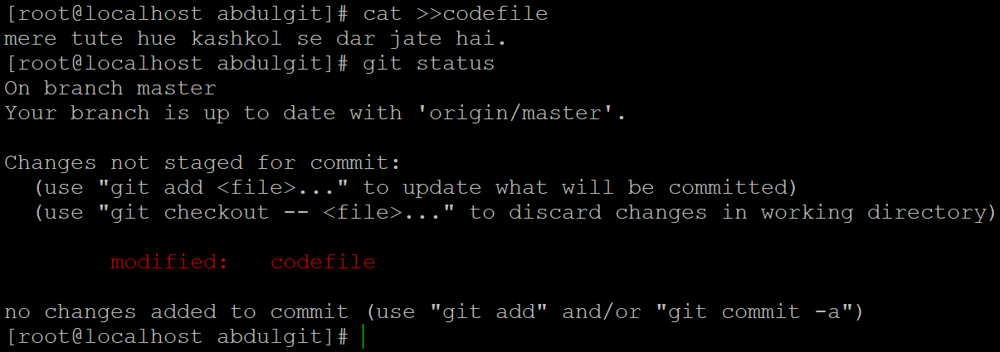 [root@localhost abdulgit]# cat >>codefile
mere tute hue kashkol se dar jate hai.
[root@localhost abdulgit]# git status
On branch master
Your branch is up to date with 'origin/master'.
Changes not staged for commit:
  (use "git add <file>..." to update what will be committed)
  (use "git checkout -- <file>..." to discard changes in working directory)
        modified:   codefile
no changes added to commit (use "git add" and/or "git commit -a")
[root@localhost abdulgit]#